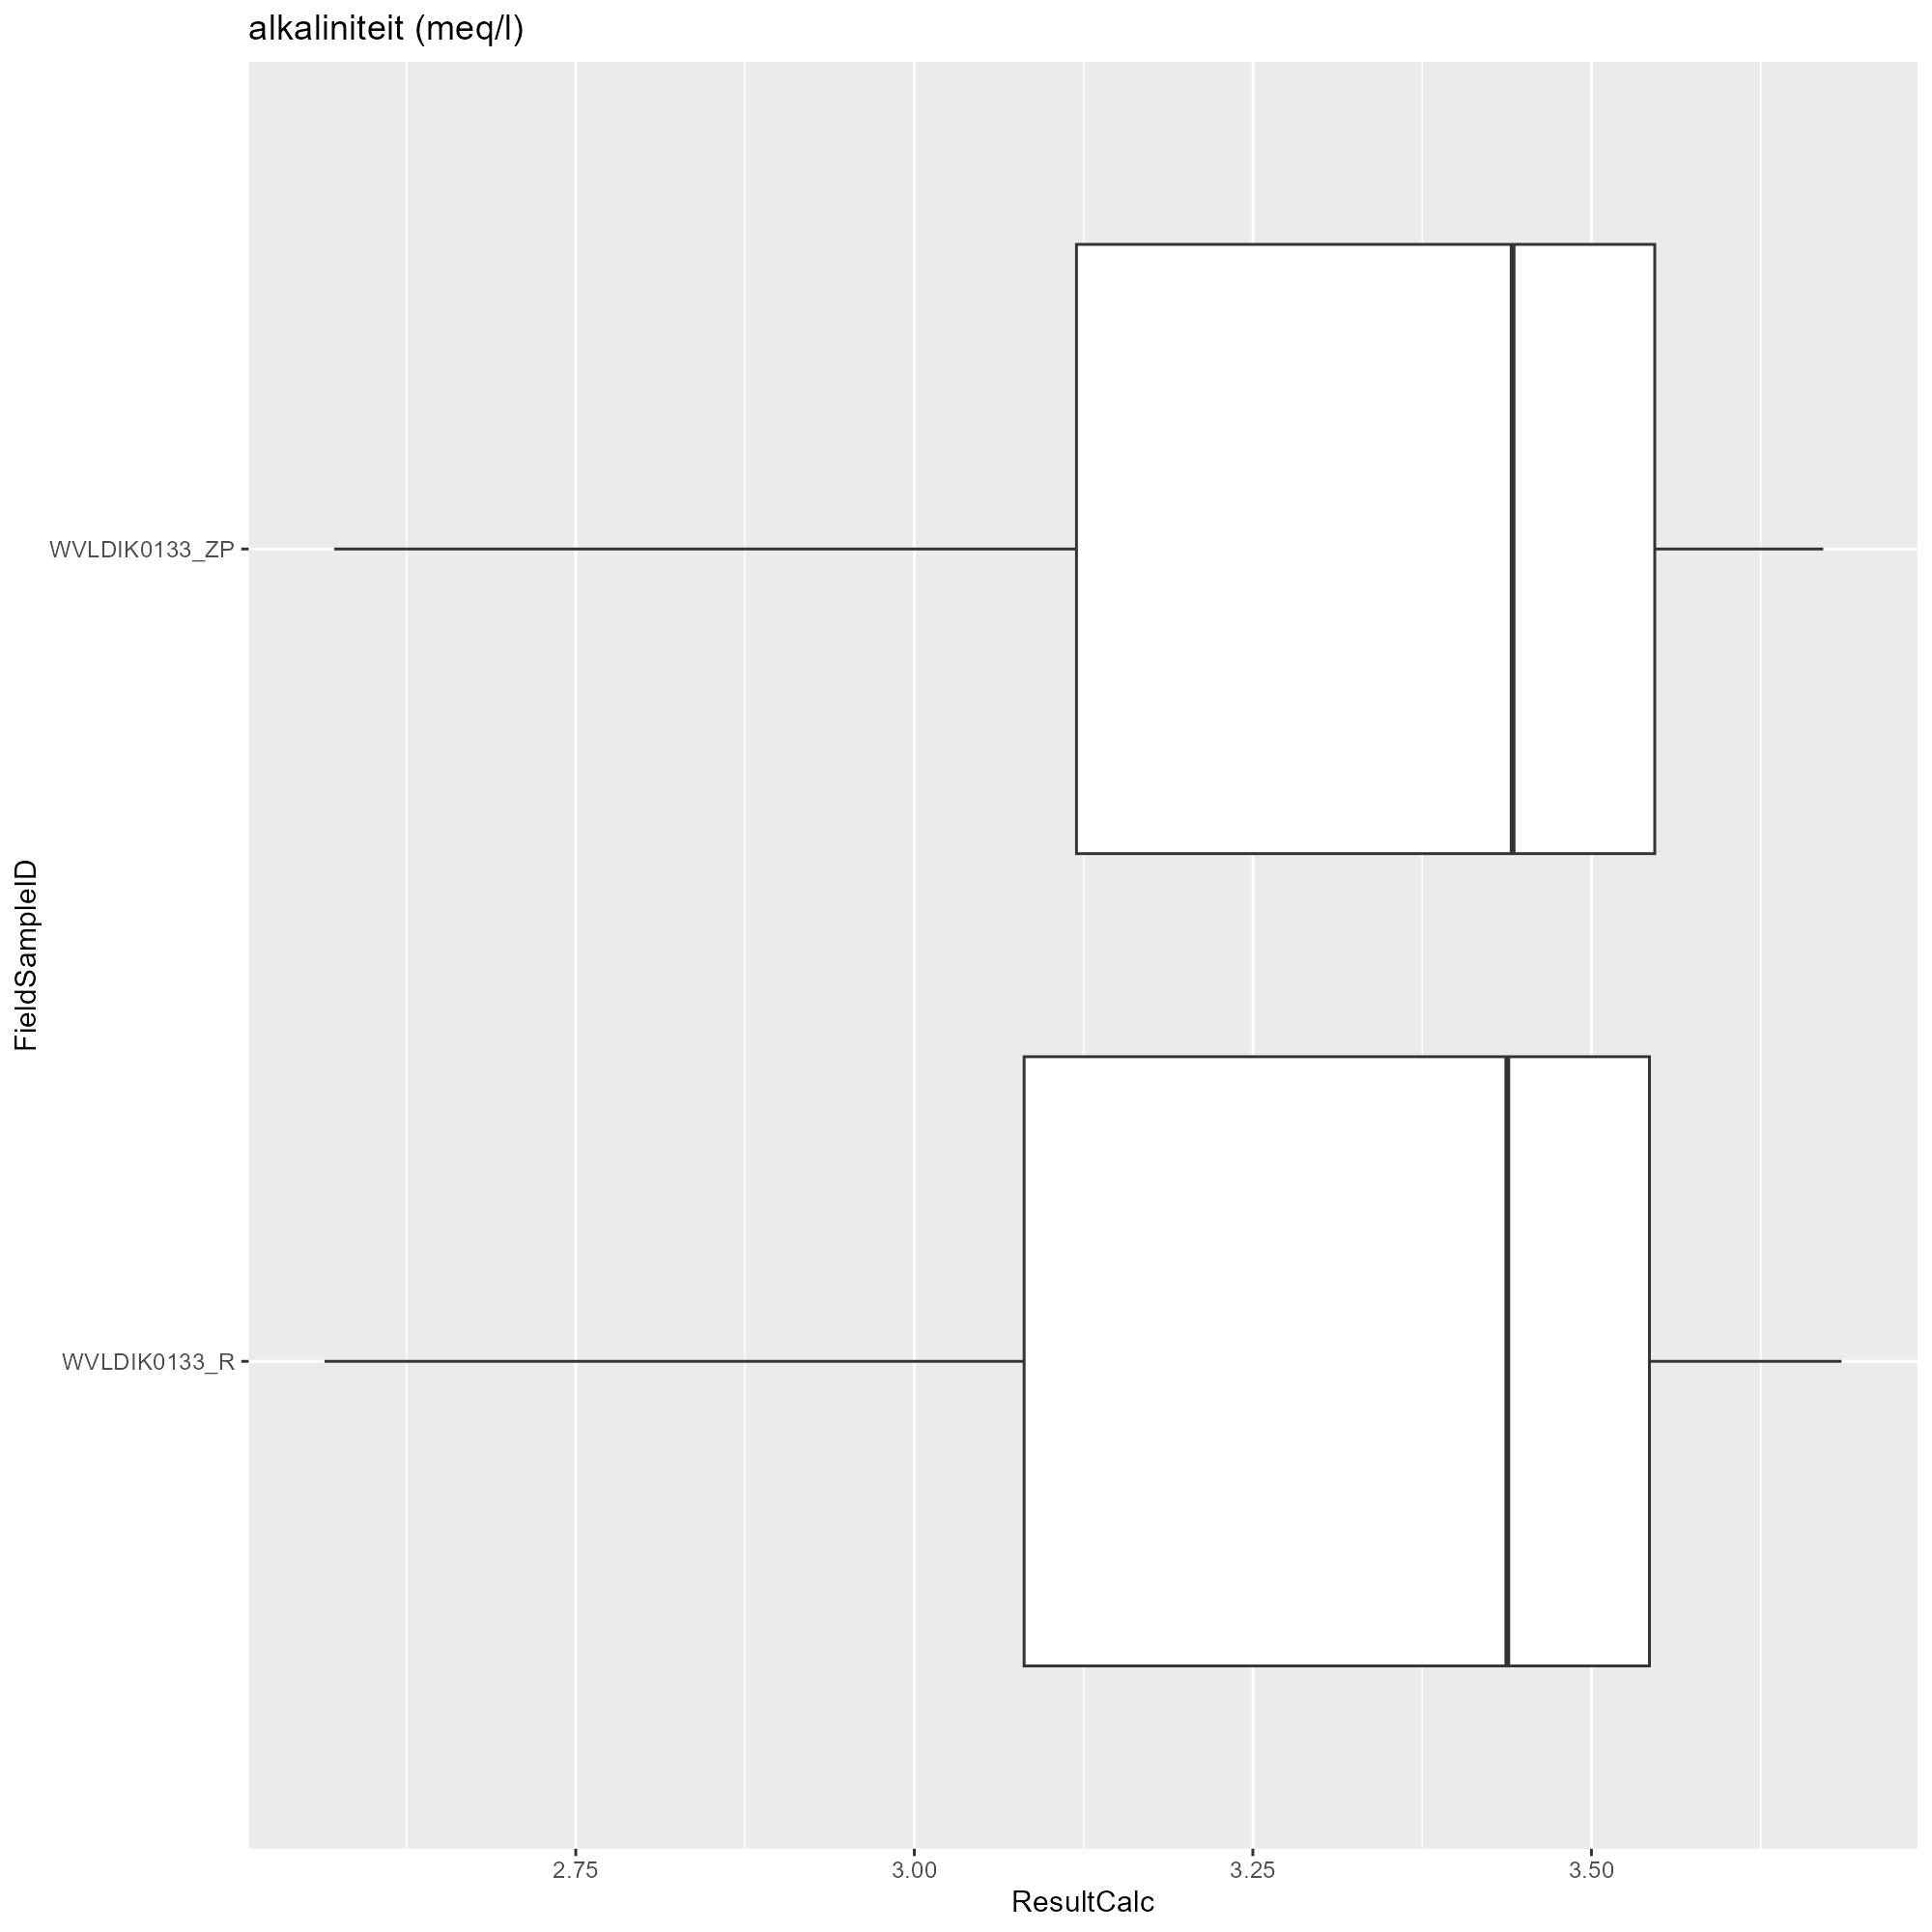 alkaliniteit (meq/l)
FieldSampleID
WVLDIK0133_ZP
WVLDIK0133_R
2.75 3.00 3.25 3.50
ResultCalc